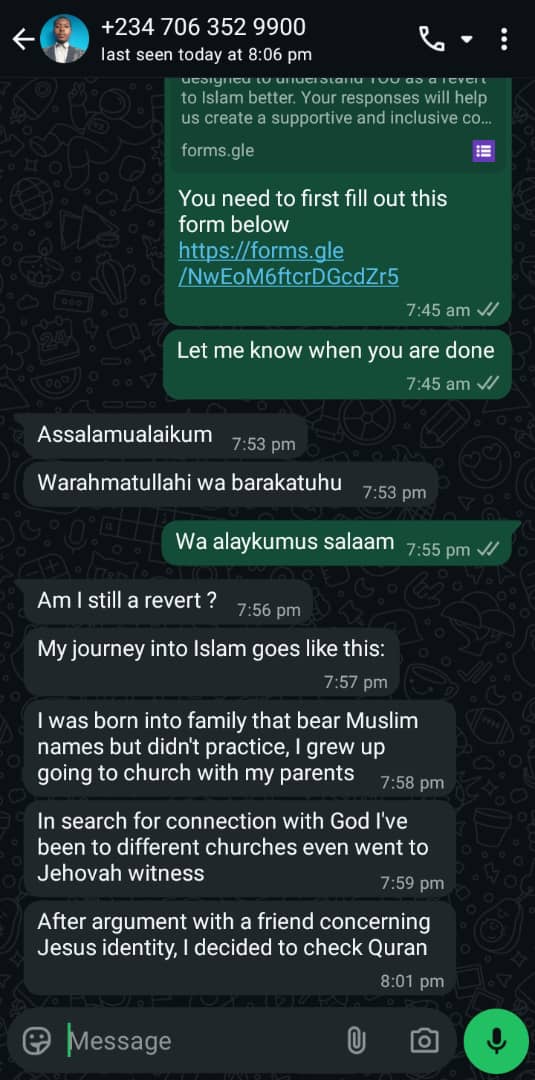 +234 706 352 9900
last seen today at 8:06 pm
designed to understand YOU as a revert
to Islam better. Your responses will help
us create a supportive and inclusive co...
forms.gle
You need to first fill out this
form below
https://forms.gle
/NwEoM6ftcrDGcdZr5
7:45 am
Let me know when you are done
7:45 am
Assalamualaikum 7:53 pm
Warahmatullahi wa barakatuhu 7:53 pm
Wa alaykumus salaam 7:55 pm
Am I still a revert ? 7:56 pm
My journey into Islam goes like this:
7:57 pm
I was born into family that bear Muslim
names but didn't practice, I grew up
going to church with my parents 7:58 pm
In search for connection with God I've
been to different churches even went to
Jehovah witness 7:59 pm
After argument with a friend concerning
Jesus identity, I decided to check Quran
8:01 pm
Message